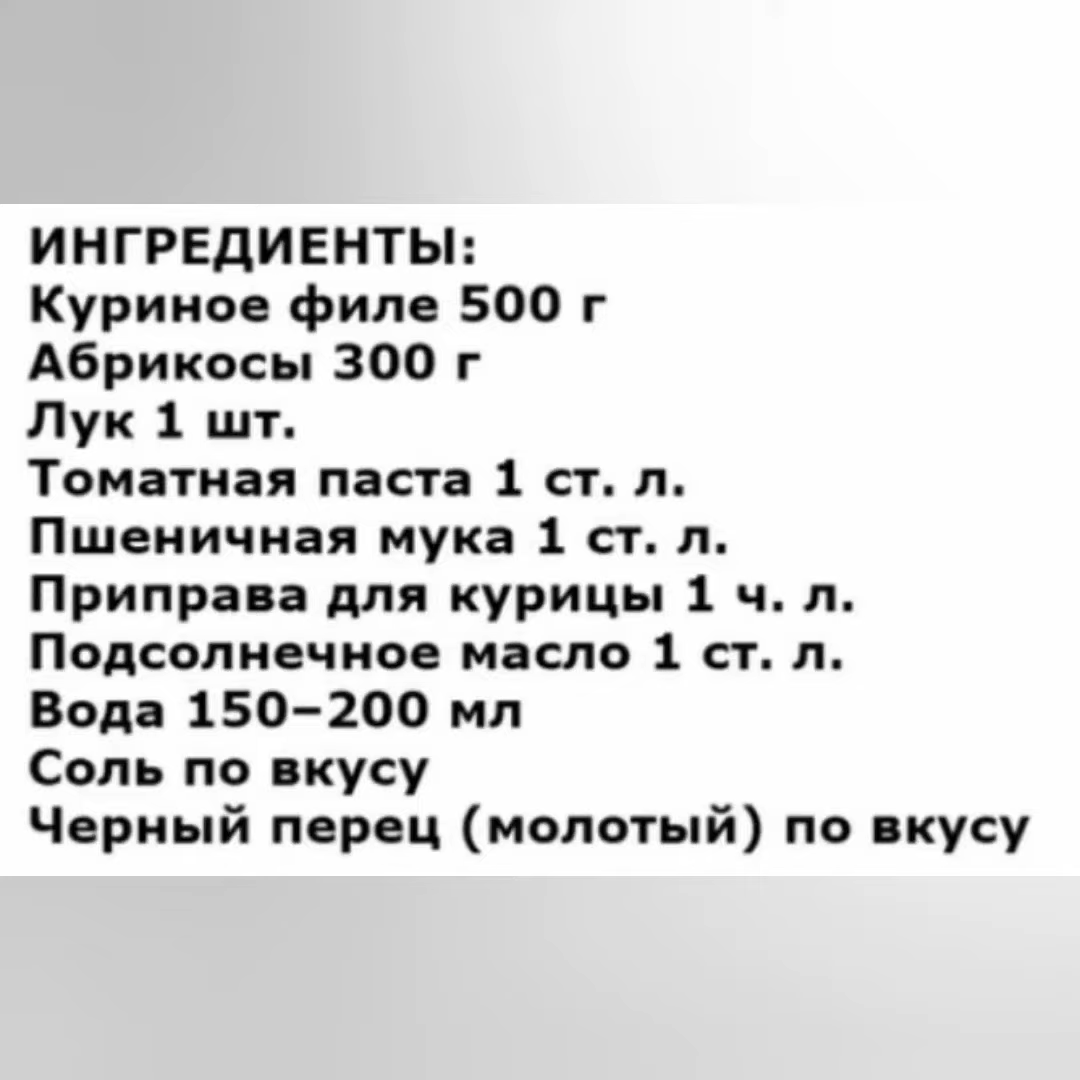 ИНГРЕДИЕНТЫ:
Куриное филе 500 г
Абрикосы 300 г
Лук 1 шт.
Томатная паста 1 ст. л.
Пшеничная мука 1 ст. л.
Приправа для курицы 1 ч. л.
Подсолнечное масло 1 ст. л.
Вода 150–200 мл
Соль по вкусу
Черный перец (молотый) по вкусу